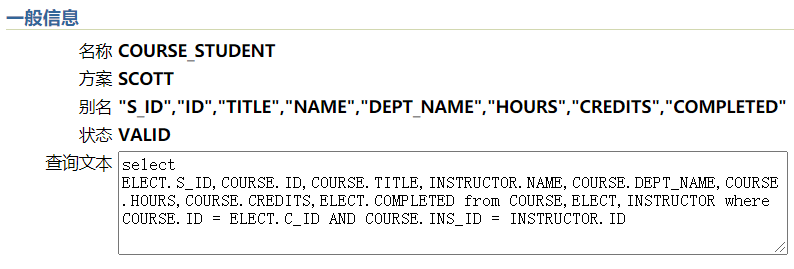 一般信息
名称 COURSE_STUDENT
方案 SCOTT
别名 "S_ID","ID","TITLE","NAME","DEPT_NAME","HOURS","CREDITS","COMPLETED"
状态 VALID
查询文本 select
ELECT.S_ID,COURSE.ID,COURSE.TITLE,INSTRUCTOR.NAME,COURSE.DEPT_NAME,COURSE
.HOURS,COURSE.CREDITS,ELECT.COMPLETED from COURSE,ELECT,INSTRUCTOR where
COURSE.ID = ELECT.C_ID AND COURSE.INS_ID = INSTRUCTOR.ID